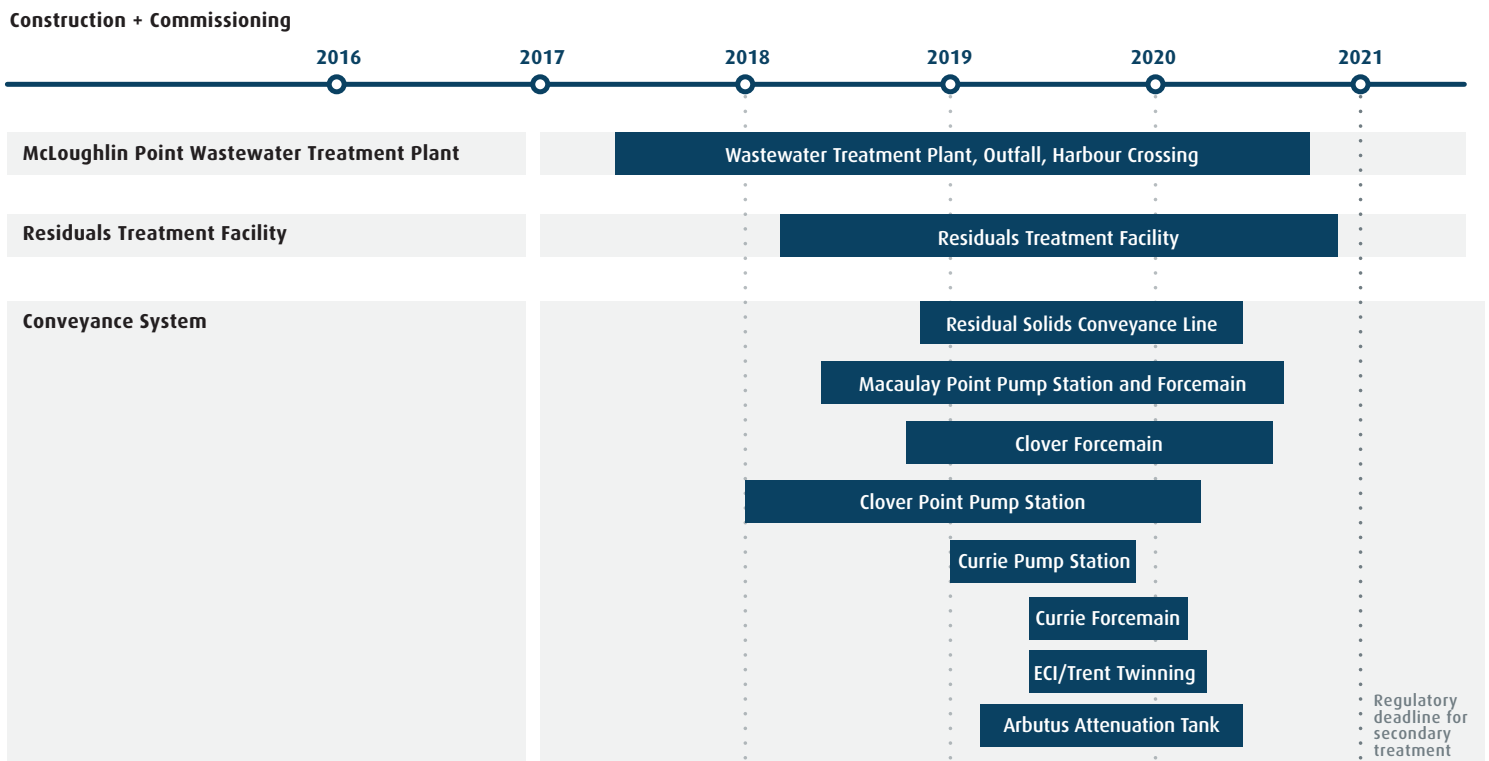 Construction + Commissioning
2016 2017 2018 2019 2020 2021
McLoughlin Point Wastewater Treatment Plant
Wastewater Treatment Plant, Outfall, Harbour Crossing
Residuals Treatment Facility
Residuals Treatment Facility
Conveyance System
Residual Solids Conveyance Line
Macaulay Point Pump Station and Forcemain
Clover Forcemain
Clover Point Pump Station
Currie Pump Station
Currie Forcemain
ECI/Trent Twinning
Arbutus Attenuation Tank
Regulatory
deadline for
secondary
treatment